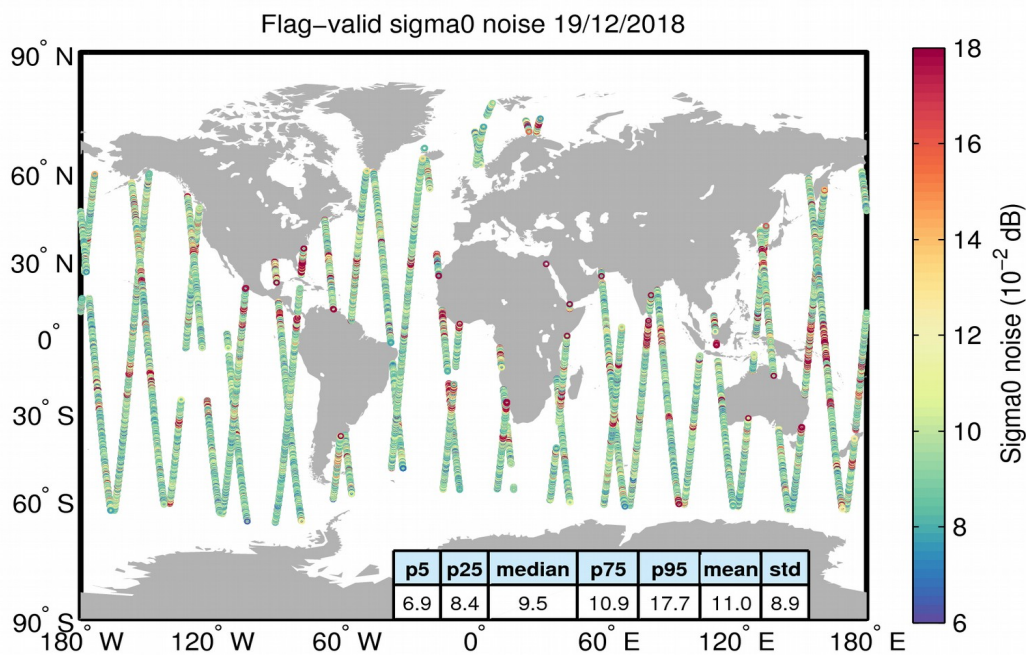 Flag−valid sigma0 noise 19/12/2018
90° N
60° N
30° N
0°
30° S
60° S
90° S
180° W
120° W
60° W
0°
60° E
120° E
180° E
p5 p25 median p75 p95 mean std
6.9 8.4 9.5 10.9 17.7 11.0 8.9
18
16
14
12
10
8
6
Sigma0 noise (10⁻² dB)